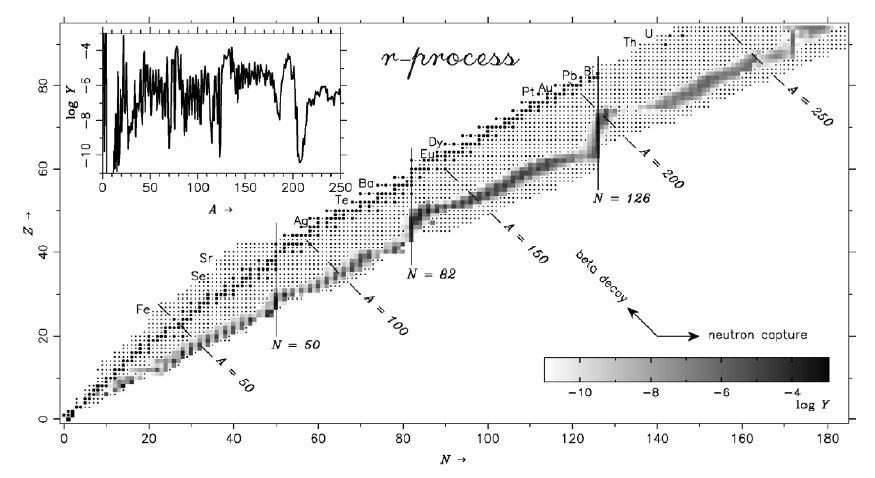 r-process
log Y
−4
−6
−8
−10
0
50
100
150
200
250
A →
Z →
80
60
40
20
0
U
Th
Bi
Pb
Au
Pt
Dy
Eu
Ba
Te
Ag
Sr
Se
Fe
A = 250
A = 200
A = 150
A = 100
A = 50
N = 126
N = 82
N = 50
beta decay
neutron capture
−10
−8
−6
−4
log Y
0
20
40
60
80
100
120
140
160
180
N →